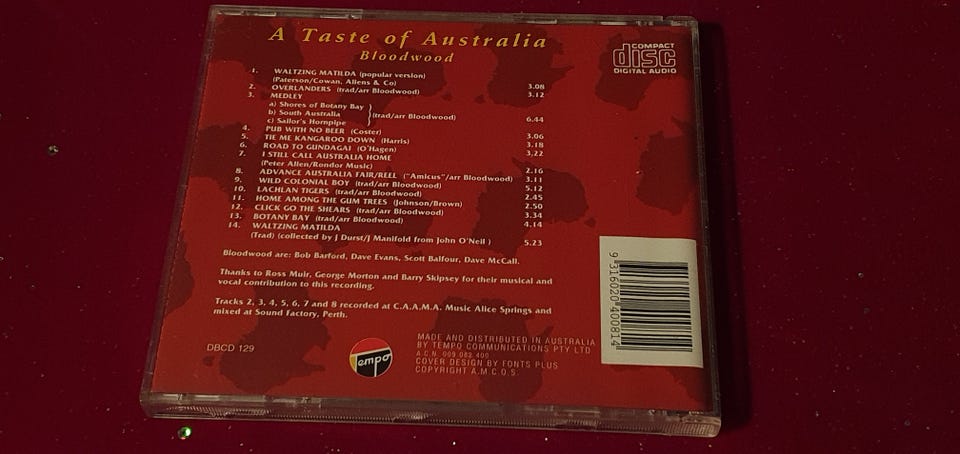 A Taste of Australia
Bloodwood
COMPACT
disc
DIGITAL AUDIO
1. WALTZING MATILDA (popular version)
(Paterson/Cowan, Allens & Co) 3.08
2. OVERLANDERS (trad/arr Bloodwood) 3.12
3. MEDLEY
a) Shores of Botany Bay }
b) South Australia } (trad/arr Bloodwood)
c) Sailor's Hornpipe } 6.44
4. PUB WITH NO BEER (Coster) 3.06
5. TIE ME KANGAROO DOWN (Harris) 3.18
6. ROAD TO GUNDAGAI (O'Hagen) 3,22
7. I STILL CALL AUSTRALIA HOME
(Peter Allen/Rondor Music) 2.16
8. ADVANCE AUSTRALIA FAIR/REEL ("Amicus"/arr Bloodwood) 3.11
9. WILD COLONIAL BOY (trad/arr Bloodwood) 5.12
10. LACHLAN TIGERS (trad/arr Bloodwood) 2.45
11. HOME AMONG THE GUM TREES (Johnson/Brown) 2.50
12. CLICK GO THE SHEARS (trad/arr Bloodwood) 3.34
13. BOTANY BAY (trad/arr Bloodwood) 4.14
14. WALTZING MATILDA
(Trad) (collected by J Durst/J Manifold from John O'Neil ) 5.23
Bloodwood are: Bob Barford, Dave Evans, Scott Balfour, Dave McCall.
Thanks to Ross Muir, George Morton and Barry Skipsey for their musical and
vocal contribution to this recording.
Tracks 2, 3, 4, 5, 6, 7 and 8 recorded at C.A.A.M.A. Music Alice Springs and
mixed at Sound Factory, Perth.
DBCD 129
Tempo
MADE AND DISTRIBUTED IN AUSTRALIA
BY TEMPO COMMUNICATIONS PTY LTD
A.C.N. 009 082 400
COVER DESIGN BY FONTS PLUS
COPYRIGHT A.M.C.O.S.
9 316020 400814